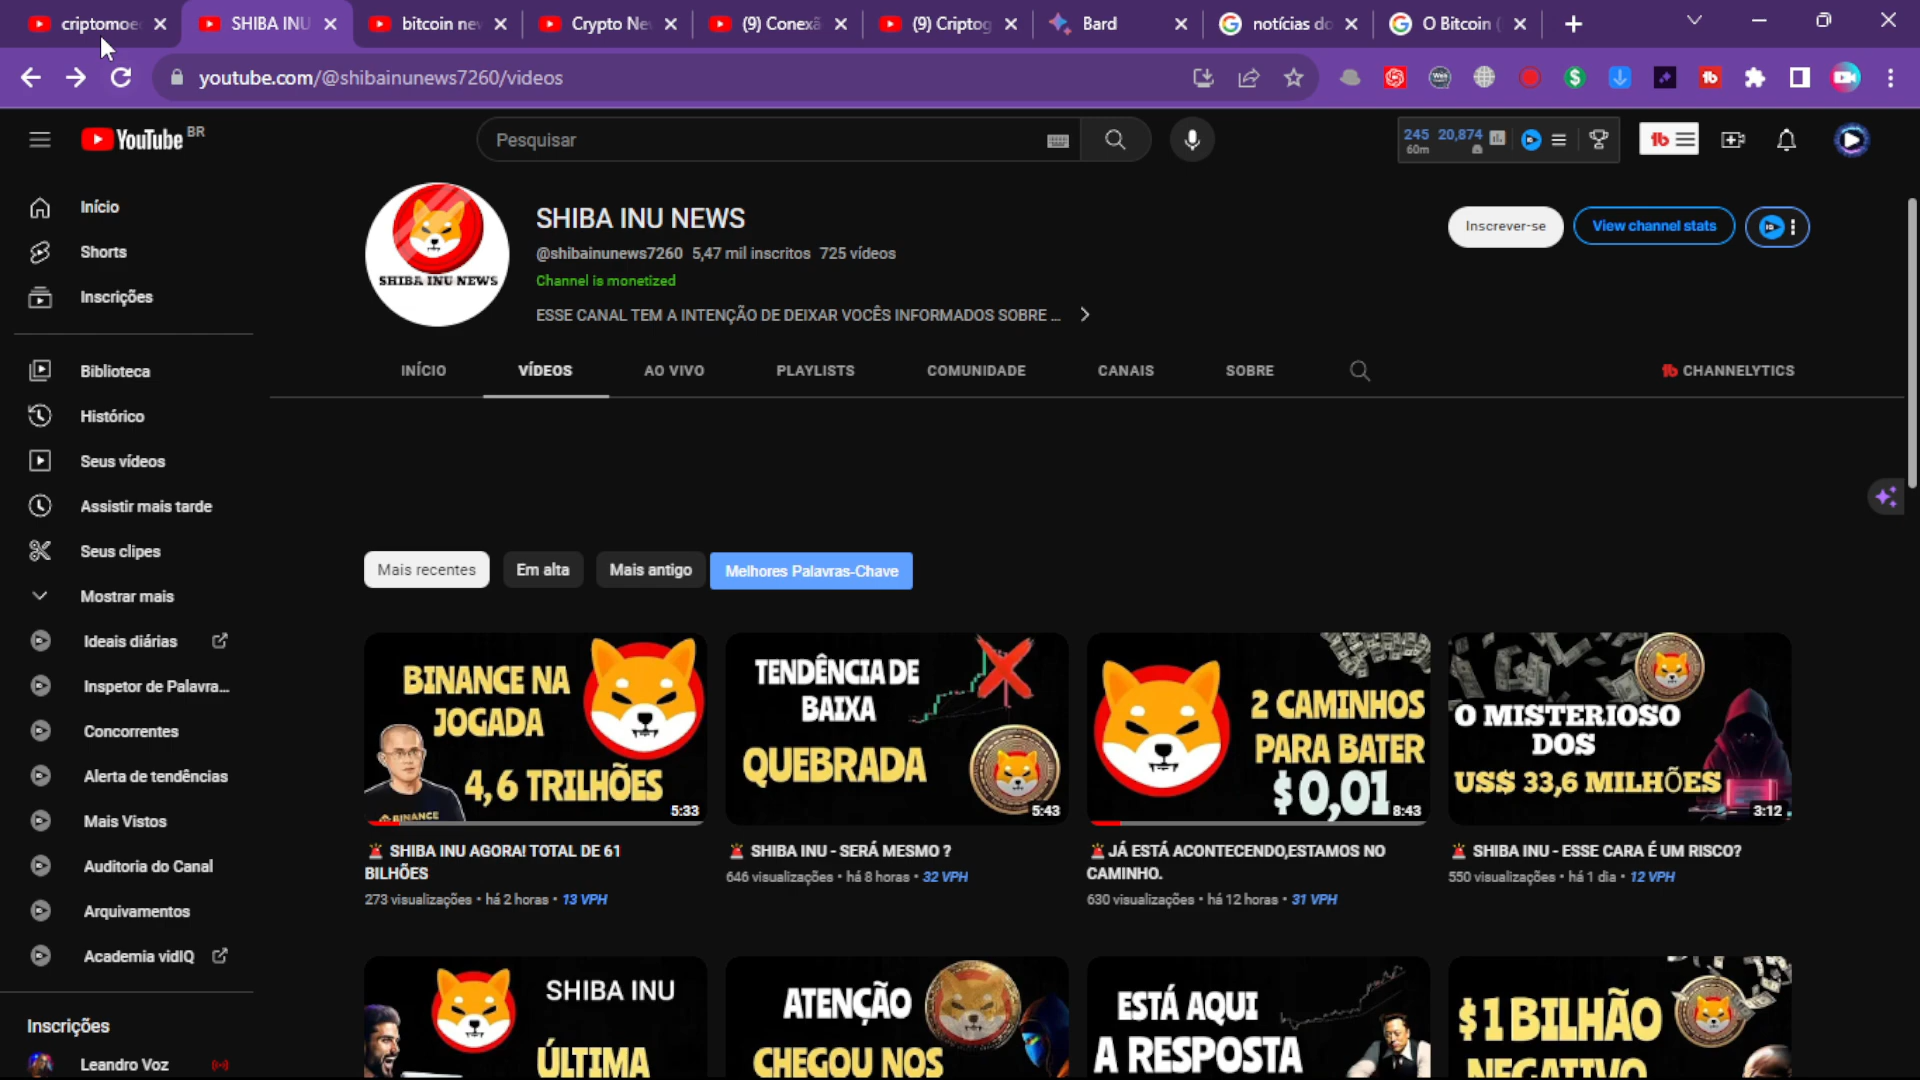 criptomoe
SHIBA INU
bitcoin ne
Crypto Ne
(9) Conexã
(9) Criptog
Bard
notícias do
O Bitcoin (
youtube.com/@shibainunews7260/videos
YouTube BR
Pesquisar
245 20,874
60m
Início
Shorts
Inscrições
Biblioteca
Histórico
Seus vídeos
Assistir mais tarde
Seus clipes
Mostrar mais
Ideais diárias
Inspetor de Palavra...
Concorrentes
Alerta de tendências
Mais Vistos
Auditoria do Canal
Arquivamentos
Academia vidIQ
Inscrições
Leandro Voz
SHIBA INU NEWS
SHIBA INU NEWS
@shibainunews7260 5,47 mil inscritos 725 vídeos
Channel is monetized
ESSE CANAL TEM A INTENÇÃO DE DEIXAR VOCÊS INFORMADOS SOBRE ...
Inscrever-se
View channel stats
INÍCIO
VÍDEOS
AO VIVO
PLAYLISTS
COMUNIDADE
CANAIS
SOBRE
CHANNELYTICS
Mais recentes
Em alta
Mais antigo
Melhores Palavras-Chave
BINANCE NA
JOGADA
4,6 TRILHÕES
BINANCE
5:33
SHIBA INU AGORA! TOTAL DE 61
BILHÕES
273 visualizações • há 2 horas • 13 VPH
TENDÊNCIA DE
BAIXA
QUEBRADA
5:43
SHIBA INU - SERÁ MESMO ?
646 visualizações • há 8 horas • 32 VPH
2 CAMINHOS
PARA BATER
$0,01
8:43
JÁ ESTÁ ACONTECENDO,ESTAMOS NO
CAMINHO.
630 visualizações • há 12 horas • 31 VPH
O MISTERIOSO
DOS
US$ 33,6 MILHÕES
3:12
SHIBA INU - ESSE CARA É UM RISCO?
550 visualizações • há 1 dia • 12 VPH
SHIBA INU
ÚLTIMA
ATENÇÃO
CHEGOU NOS
ESTÁ AQUI
A RESPOSTA
$1 BILHÃO
NEGATIVO